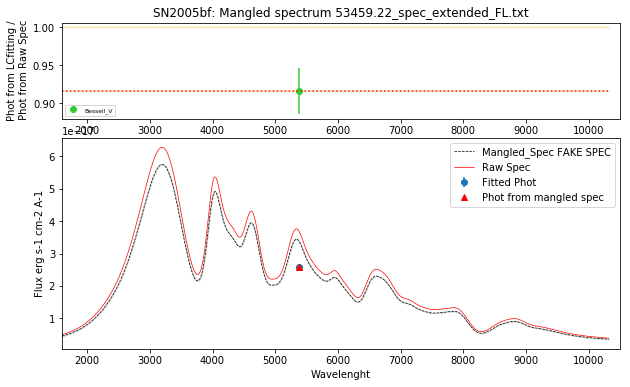 SN2005bf: Mangled spectrum 53459.22_spec_extended_FL.txt
Phot from LCfitting /
Phot from Raw Spec
1.00
0.95
0.90
Bessell_V
2000 3000 4000 5000 6000 7000 8000 9000 10000
1e−17
Flux erg s-1 cm-2 A-1
6
5
4
3
2
1
Mangled_Spec FAKE SPEC
Raw Spec
Fitted Phot
Phot from mangled spec
2000 3000 4000 5000 6000 7000 8000 9000 10000
Wavelenght